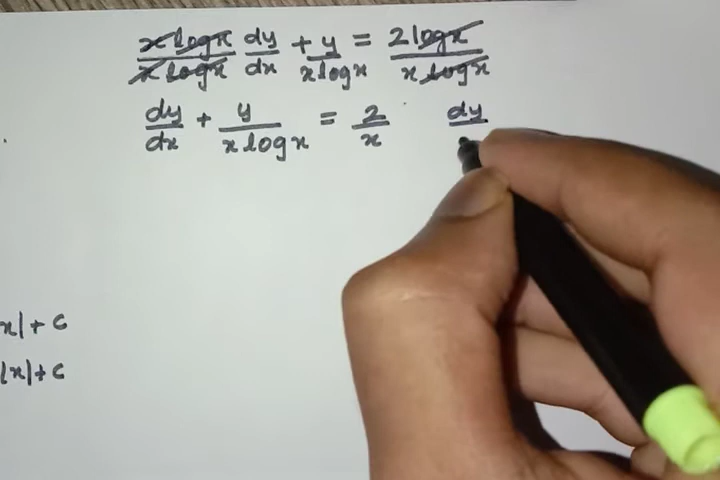 x log x / x log x dy/dx + y / x log x = 2 log x / x log x
dy/dx + y / x log x = 2/x dy
x| + c
|x| + c